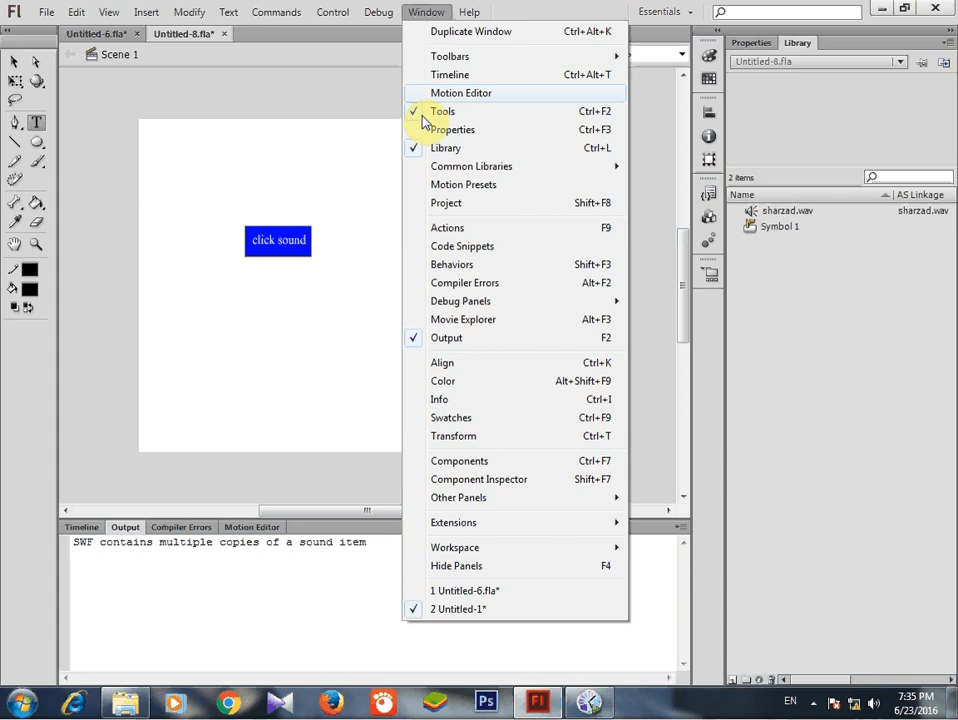 Fl File Edit View Insert Modify Text Commands Control Debug Window Help Essentials
Untitled-6.fla* × Untitled-8.fla* ×
Scene 1
click sound
Duplicate Window Ctrl+Alt+K
Toolbars
Timeline Ctrl+Alt+T
Motion Editor
Tools Ctrl+F2
Properties Ctrl+F3
Library Ctrl+L
Common Libraries
Motion Presets
Project Shift+F8
Actions F9
Code Snippets
Behaviors Shift+F3
Compiler Errors Alt+F2
Debug Panels
Movie Explorer Alt+F3
Output F2
Align Ctrl+K
Color Alt+Shift+F9
Info Ctrl+I
Swatches Ctrl+F9
Transform Ctrl+T
Components Ctrl+F7
Component Inspector Shift+F7
Other Panels
Extensions
Workspace
Hide Panels F4
1 Untitled-6.fla*
2 Untitled-1*
Properties Library
Untitled-8.fla
2 items
Name AS Linkage
sharzad.wav sharzad.wav
Symbol 1
Timeline Output Compiler Errors Motion Editor
SWF contains multiple copies of a sound item
Ps Fl EN 7:35 PM
6/23/2016